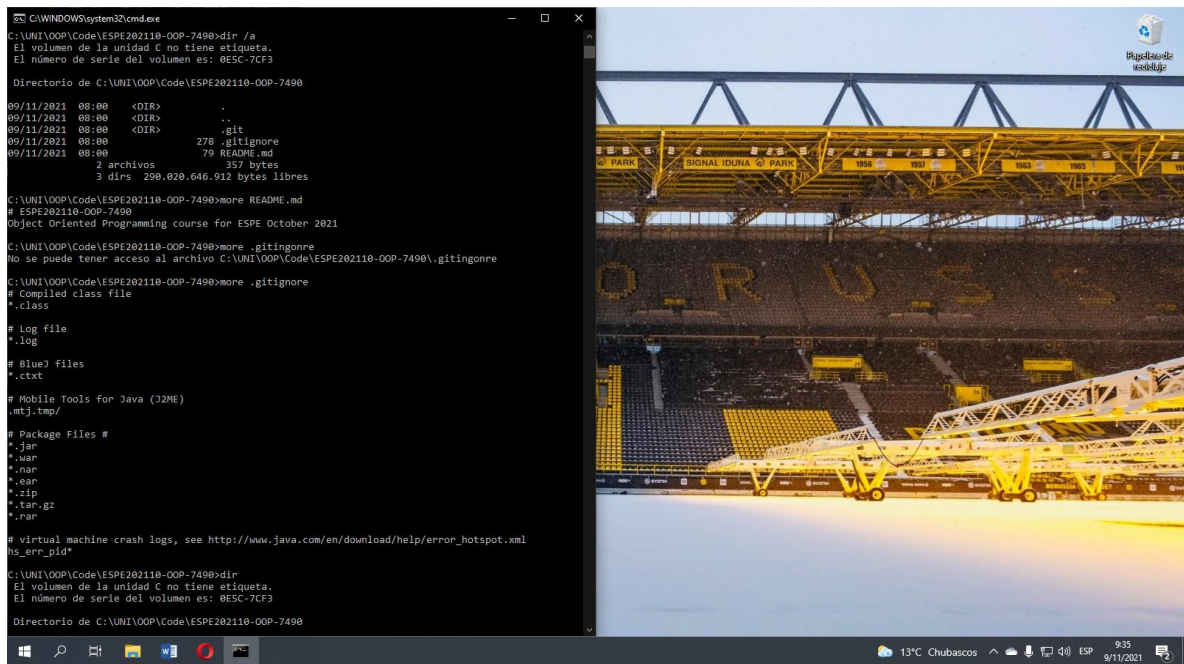 C:\WINDOWS\system32\cmd.exe
C:\UNI\OOP\Code\ESPE202110-OOP-7490>dir /a
El volumen de la unidad C no tiene etiqueta.
El número de serie del volumen es: 0E5C-7CF3
Directorio de C:\UNI\OOP\Code\ESPE202110-OOP-7490
09/11/2021 08:00 <DIR> .
09/11/2021 08:00 <DIR> ..
09/11/2021 08:00 <DIR> .git
09/11/2021 08:00 278 .gitignore
09/11/2021 08:00 79 README.md
2 archivos 357 bytes
3 dirs 290.020.646.912 bytes libres
C:\UNI\OOP\Code\ESPE202110-OOP-7490>more README.md
# ESPE202110-OOP-7490
Object Oriented Programming course for ESPE October 2021
C:\UNI\OOP\Code\ESPE202110-OOP-7490>more .gitingonre
No se puede tener acceso al archivo C:\UNI\OOP\Code\ESPE202110-OOP-7490\.gitingonre
C:\UNI\OOP\Code\ESPE202110-OOP-7490>more .gitignore
# Compiled class file
*.class
# Log file
*.log
# BlueJ files
*.ctxt
# Mobile Tools for Java (J2ME)
.mtj.tmp/
# Package Files #
*.jar
*.war
*.nar
*.ear
*.zip
*.tar.gz
*.rar
# virtual machine crash logs, see http://www.java.com/en/download/help/error_hotspot.xml
hs_err_pid*
C:\UNI\OOP\Code\ESPE202110-OOP-7490>dir
El volumen de la unidad C no tiene etiqueta.
El número de serie del volumen es: 0E5C-7CF3
Directorio de C:\UNI\OOP\Code\ESPE202110-OOP-7490
Papelera de
reciclaje
PARK
SIGNAL IDUNA PARK
1956
1957
1963
1965
O R U S S
13°C Chubascos
ESP
9:35
9/11/2021
2